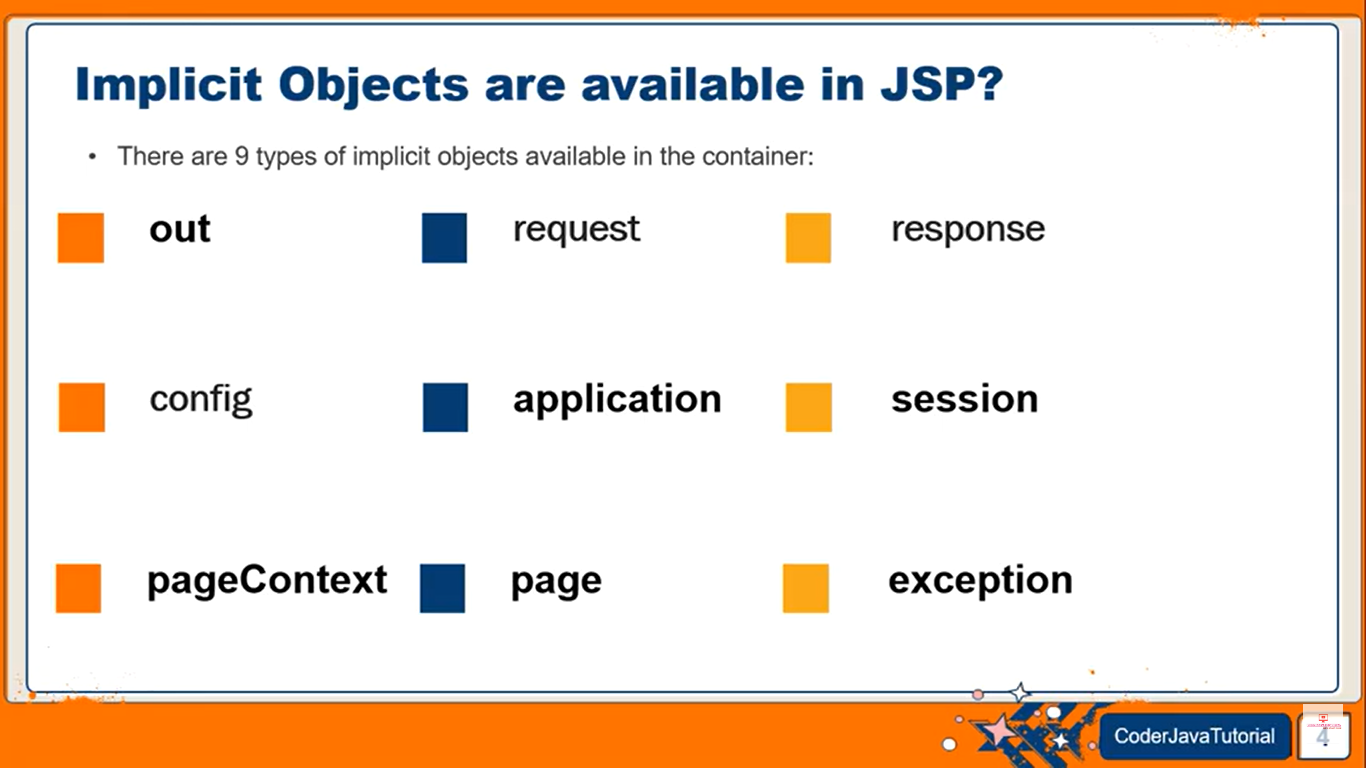 Implicit Objects are available in JSP?
• There are 9 types of implicit objects available in the container:
out
request
response
config
application
session
pageContext
page
exception
CoderJavaTutorial
4